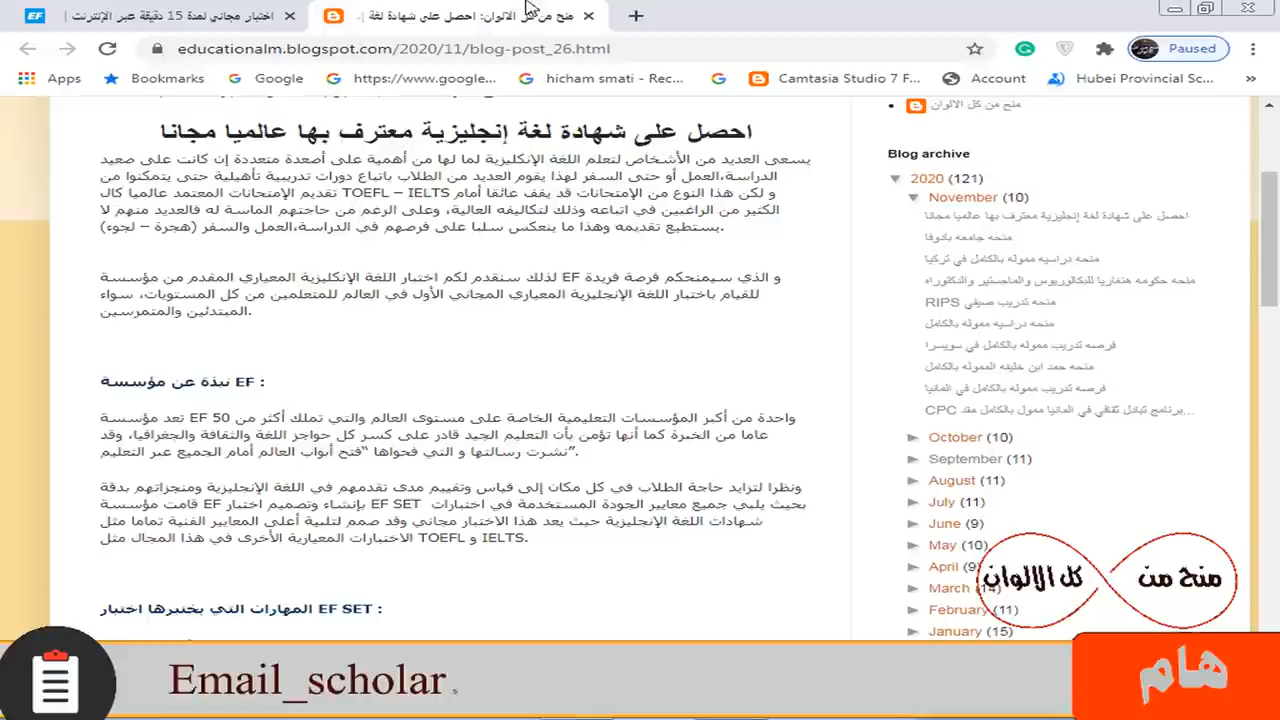 اختبار مجاني لمدة 15 دقيقة عبر الإنترنت
منح من كل الالوان: احصل على شهادة لغة
educationalm.blogspot.com/2020/11/blog-post_26.html
Paused
Apps
Bookmarks
Google
https://www.google...
hicham smati - Rec...
Camtasia Studio 7 F...
Account
Hubei Provincial Sc...
»
احصل على شهادة لغة إنجليزية معترف بها عالميا مجانا
يسعى العديد من الأشخاص لتعلم اللغة الإنكليزية لما لها من أهمية على أصعدة متعددة إن كانت على صعيد
الدراسة،العمل أو حتى السفر لهذا يقوم العديد من الطلاب باتباع دورات تدريبية تأهيلية حتى يتمكنوا من
و لكن هذا النوع من الإمتحانات قد يقف عائقا أمام TOEFL – IELTS تقديم الإمتحانات المعتمد عالميا كال
الكثير من الراغبين في اتباعه وذلك لتكاليفه العالية، وعلى الرغم من حاجتهم الماسة له فالعديد منهم لا
يستطيع تقديمه وهذا ما ينعكس سلبا على فرصهم في الدراسة،العمل والسفر (هجرة – لجوء).
و الذي سيمنحكم فرصة فريدة EF لذلك سنقدم لكم اختبار اللغة الإنكليزية المعياري المقدم من مؤسسة
للقيام باختبار اللغة الإنجليزية المعياري المجاني الأول في العالم للمتعلمين من كل المستويات، سواء
المبتدئين والمتمرسين.
نبذة عن مؤسسة EF :
واحدة من أكبر المؤسسات التعليمية الخاصة على مستوى العالم والتي تملك أكثر من 50 EF تعد مؤسسة
عاما من الخبرة كما أنها تؤمن بأن التعليم الجيد قادر على كسر كل حواجز اللغة والثقافة والجغرافيا، وقد
نشرت رسالتها و التي فحواها “فتح أبواب العالم أمام الجميع عبر التعليم”.
ونظرا لتزايد حاجة الطلاب في كل مكان إلى قياس وتقييم مدى تقدمهم في اللغة الإنجليزية ومنجزاتهم بدقة
بحيث يلبي جميع معايير الجودة المستخدمة في اختبارات EF SET بإنشاء وتصميم اختبار EF قامت مؤسسة
شهادات اللغة الإنجليزية حيث يعد هذا الاختبار مجاني وقد صمم لتلبية أعلى المعايير الفنية تماما مثل
الاختبارات المعيارية الأخرى في هذا المجال مثل TOEFL و IELTS.
المهارات التي يختبرها اختبار EF SET :
منح من كل الالوان
Blog archive
2020 (121)
November (10)
احصل على شهادة لغة إنجليزية معترف بها عالميا مجانا
منحه جامعه بادوفا
منحه دراسيه مموله بالكامل في تركيا
منحه حكومه هنغاريا للبكالوريوس والماجستير والدكتوراه
منحه تدريب صيفي RIPS
منحه دراسيه مموله بالكامل
فرصه تدريب مموله بالكامل في سويسرا
منحه حمد ابن خليفه المموله بالكامل
فرصه تدريب مموله بالكامل في المانيا
برنامج تبادل ثقافي في المانيا ممول بالكامل مقد CPC...
October (10)
September (11)
August (11)
July (11)
June (9)
May (10)
April (9)
March (14)
February (11)
January (15)
منح من كل الالوان
Email_scholar
هام